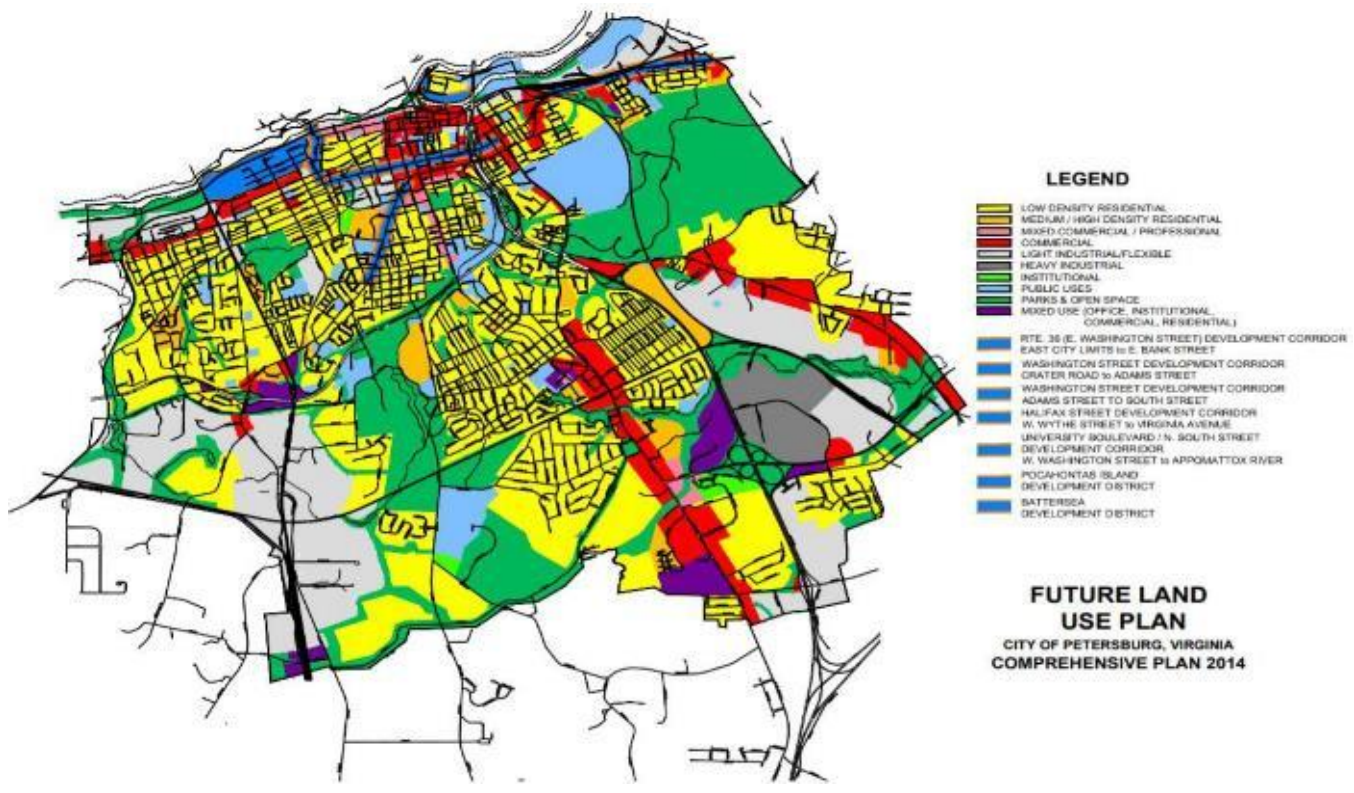 LEGEND
LOW DENSITY RESIDENTIAL
MEDIUM / HIGH DENSITY RESIDENTIAL
MIXED COMMERCIAL / PROFESSIONAL
COMMERCIAL
LIGHT INDUSTRIAL/FLEXIBLE
HEAVY INDUSTRIAL
INSTITUTIONAL
PUBLIC USES
PARKS & OPEN SPACE
MIXED USE (OFFICE, INSTITUTIONAL,
COMMERCIAL, RESIDENTIAL)
RTE. 36 (E. WASHINGTON STREET) DEVELOPMENT CORRIDOR
EAST CITY LIMITS to E. BANK STREET
WASHINGTON STREET DEVELOPMENT CORRIDOR
CRATER ROAD to ADAMS STREET
WASHINGTON STREET DEVELOPMENT CORRIDOR
ADAMS STREET TO SOUTH STREET
HALIFAX STREET DEVELOPMENT CORRIDOR
W. WYTHE STREET to VIRGINIA AVENUE
UNIVERSITY BOULEVARD / N. SOUTH STREET
DEVELOPMENT CORRIDOR
W. WASHINGTON STREET to APPOMATTOX RIVER
POCAHONTAS ISLAND
DEVELOPMENT DISTRICT
BATTERSEA
DEVELOPMENT DISTRICT
FUTURE LAND
USE PLAN
CITY OF PETERSBURG, VIRGINIA
COMPREHENSIVE PLAN 2014